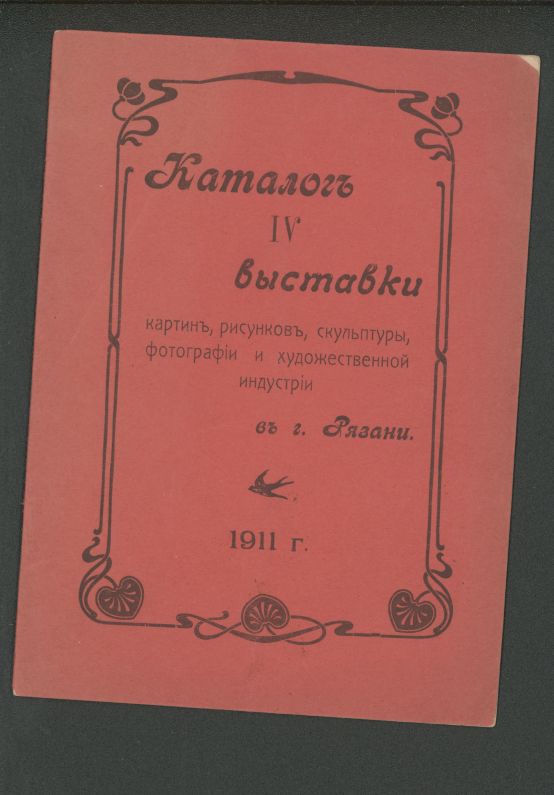 Каталогъ
IV
выставки
картинъ, рисунковъ, скульптуры,
фотографіи и художественной
индустріи
въ г. Рязани.
1911 г.